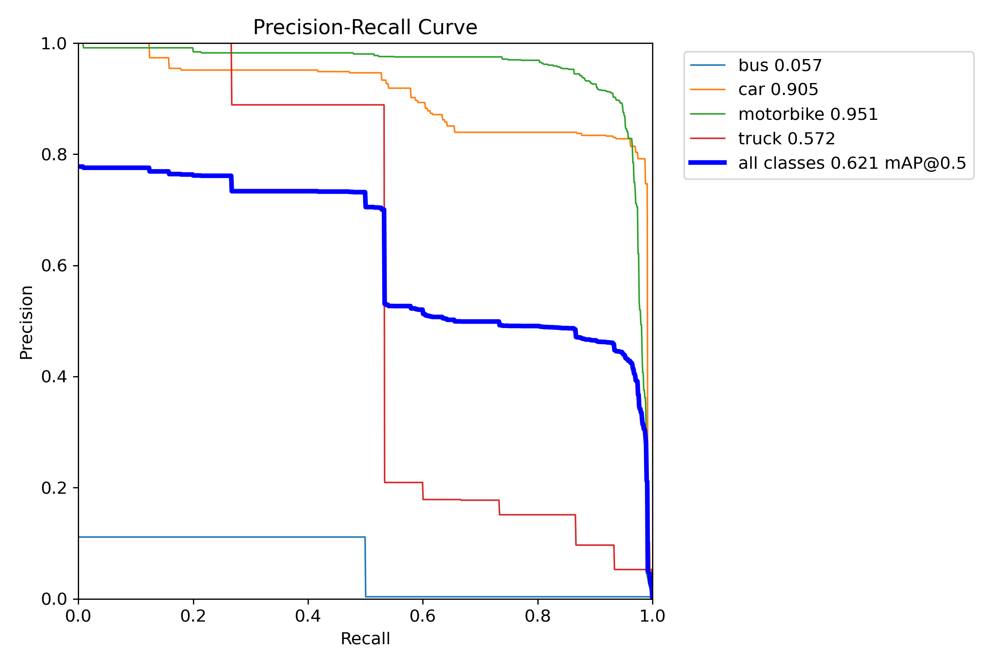 Precision-Recall Curve
1.0
0.8
0.6
0.4
0.2
0.0
Precision
0.0 0.2 0.4 0.6 0.8 1.0
Recall
bus 0.057
car 0.905
motorbike 0.951
truck 0.572
all classes 0.621 mAP@0.5